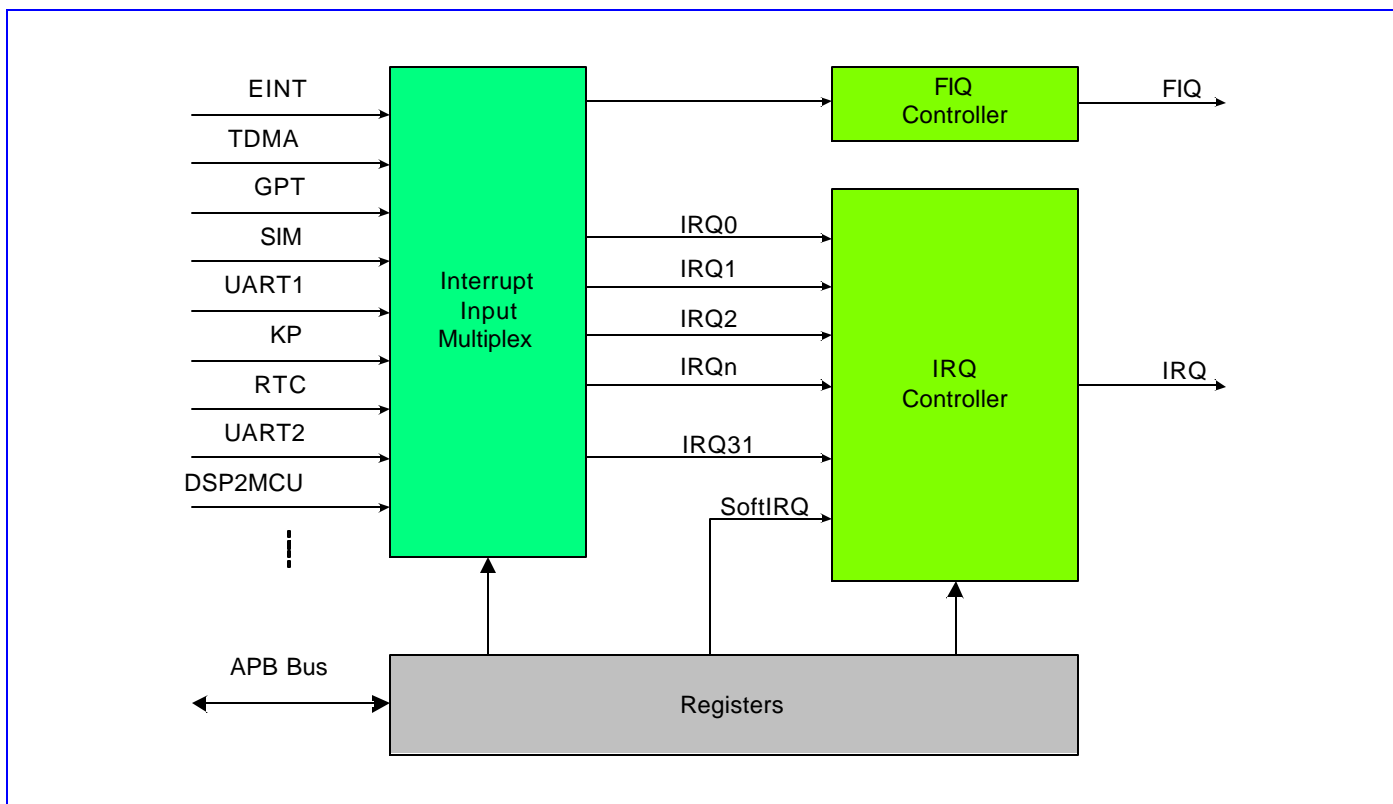 EINT
TDMA
GPT
SIM
UART1
KP
RTC
UART2
DSP2MCU
APB Bus
Interrupt
Input
Multiplex
IRQ0
IRQ1
IRQ2
IRQn
IRQ31
SoftIRQ
FIQ
Controller
FIQ
IRQ
Controller
IRQ
Registers